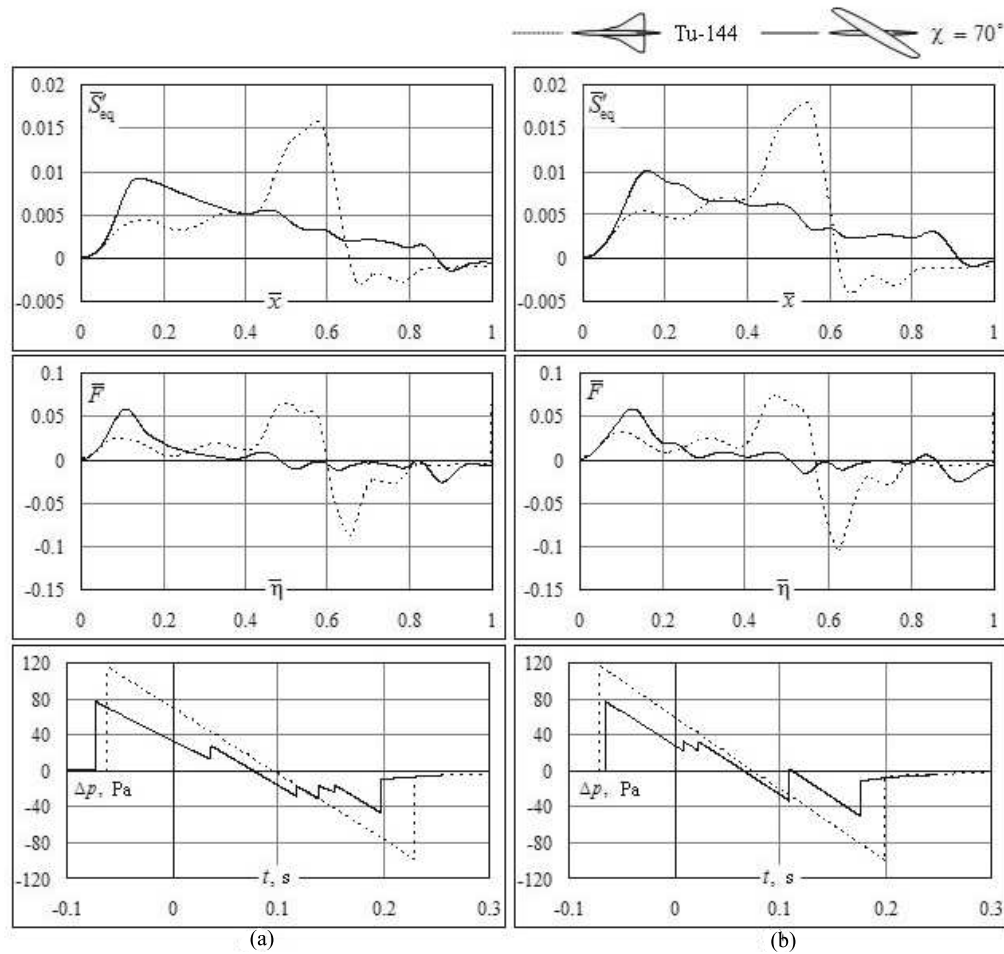 Tu-144 χ = 70°
0.02 0.02
S̅′eq S̅′eq
0.015 0.015
0.01 0.01
0.005 0.005
0 0
-0.005 x̅ -0.005 x̅
0 0.2 0.4 0.6 0.8 1 0 0.2 0.4 0.6 0.8 1
0.1 0.1
F̅ F̅
0.05 0.05
0 0
-0.05 -0.05
-0.1 -0.1
-0.15 η̅ -0.15 η̅
0 0.2 0.4 0.6 0.8 1 0 0.2 0.4 0.6 0.8 1
120 120
80 80
40 40
0 0
Δp, Pa Δp, Pa
-40 -40
-80 -80
-120 t, s -120 t, s
-0.1 0 0.1 0.2 0.3 -0.1 0 0.1 0.2 0.3
(a) (b)